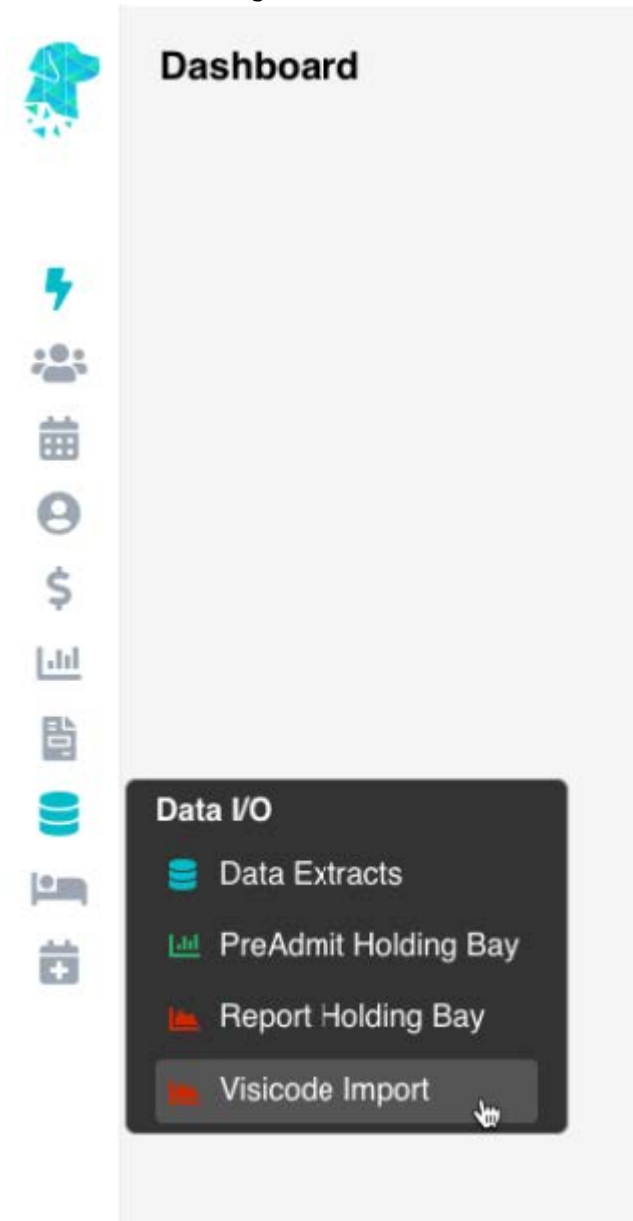 Dashboard
Data I/O
Data Extracts
PreAdmit Holding Bay
Report Holding Bay
Visicode Import